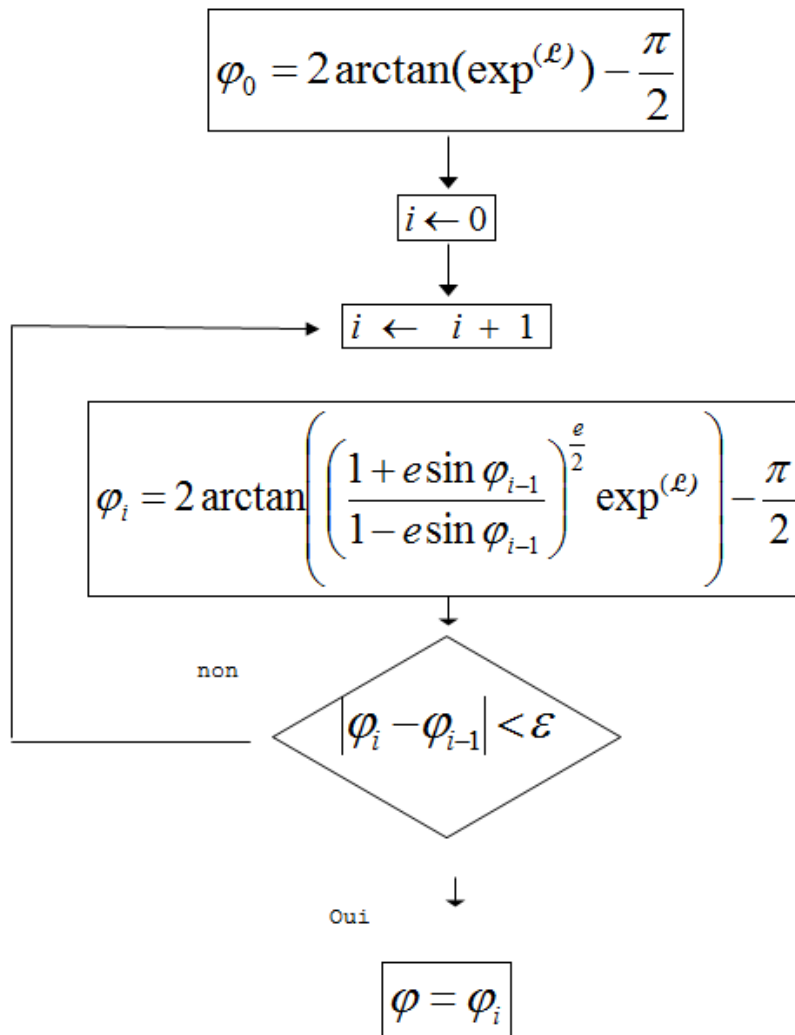 φ₀ = 2 arctan(exp^(ℒ)) − π/2
i ← 0
i ← i + 1
φᵢ = 2 arctan(((1 + e sin φᵢ₋₁)/(1 − e sin φᵢ₋₁))^(e/2) exp^(ℒ)) − π/2
non
|φᵢ − φᵢ₋₁| < ε
Oui
φ = φᵢ